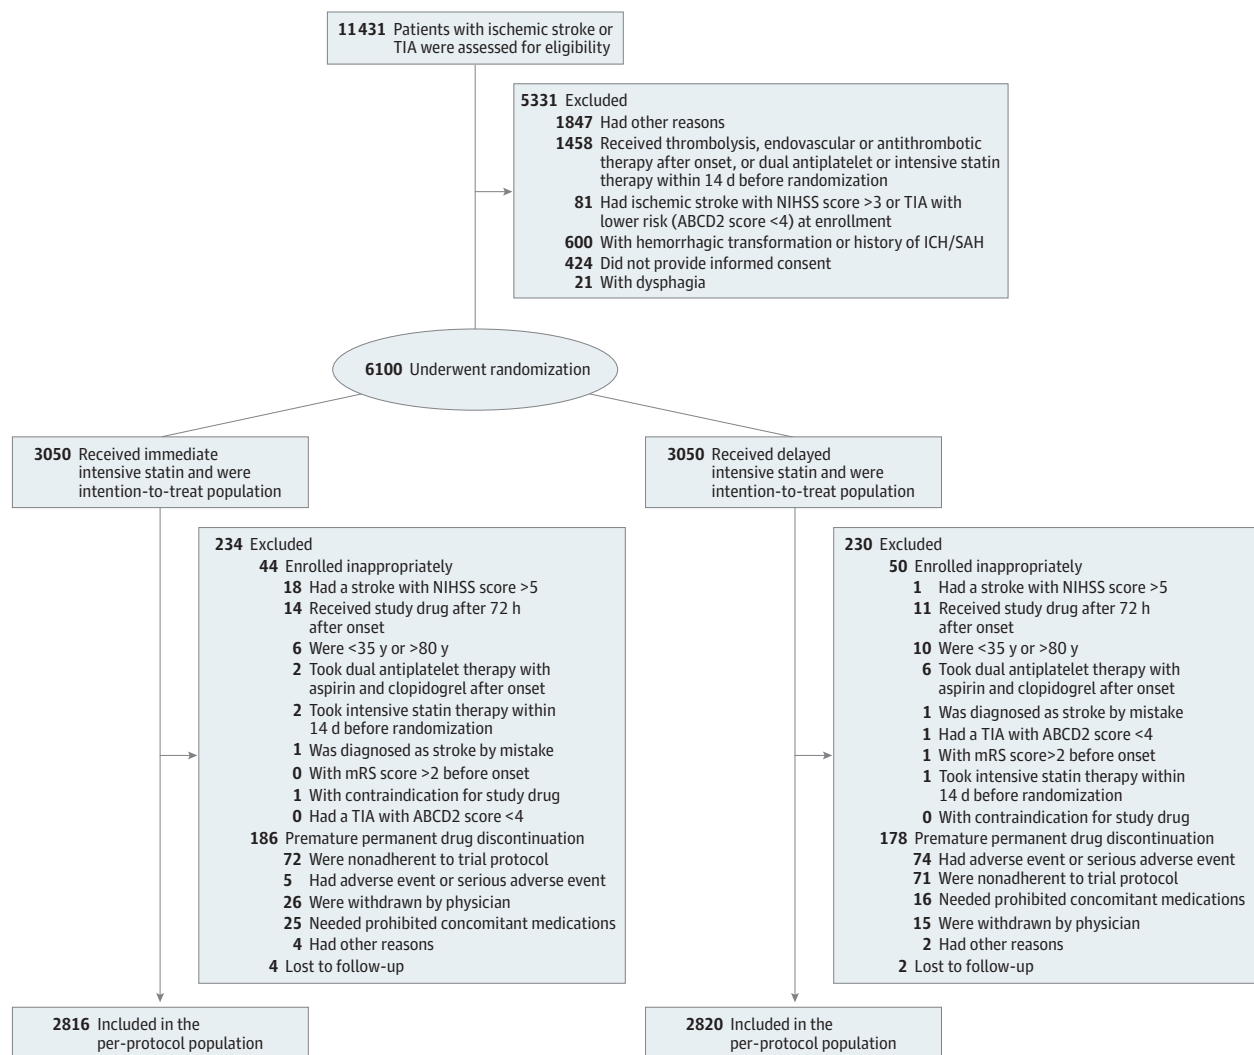 11431 Patients with ischemic stroke or
TIA were assessed for eligibility
5331 Excluded
1847 Had other reasons
1458 Received thrombolysis, endovascular or antithrombotic
therapy after onset, or dual antiplatelet or intensive statin
therapy within 14 d before randomization
81 Had ischemic stroke with NIHSS score >3 or TIA with
lower risk (ABCD2 score <4) at enrollment
600 With hemorrhagic transformation or history of ICH/SAH
424 Did not provide informed consent
21 With dysphagia
6100 Underwent randomization
3050 Received immediate
intensive statin and were
intention-to-treat population
234 Excluded
44 Enrolled inappropriately
18 Had a stroke with NIHSS score >5
14 Received study drug after 72 h
after onset
6 Were <35 y or >80 y
2 Took dual antiplatelet therapy with
aspirin and clopidogrel after onset
2 Took intensive statin therapy within
14 d before randomization
1 Was diagnosed as stroke by mistake
0 With mRS score >2 before onset
1 With contraindication for study drug
0 Had a TIA with ABCD2 score <4
186 Premature permanent drug discontinuation
72 Were nonadherent to trial protocol
5 Had adverse event or serious adverse event
26 Were withdrawn by physician
25 Needed prohibited concomitant medications
4 Had other reasons
4 Lost to follow-up
2816 Included in the
per-protocol population
3050 Received delayed
intensive statin and were
intention-to-treat population
230 Excluded
50 Enrolled inappropriately
1 Had a stroke with NIHSS score >5
11 Received study drug after 72 h
after onset
10 Were <35 y or >80 y
6 Took dual antiplatelet therapy with
aspirin and clopidogrel after onset
1 Was diagnosed as stroke by mistake
1 Had a TIA with ABCD2 score <4
1 With mRS score>2 before onset
1 Took intensive statin therapy within
14 d before randomization
0 With contraindication for study drug
178 Premature permanent drug discontinuation
74 Had adverse event or serious adverse event
71 Were nonadherent to trial protocol
16 Needed prohibited concomitant medications
15 Were withdrawn by physician
2 Had other reasons
2 Lost to follow-up
2820 Included in the
per-protocol population